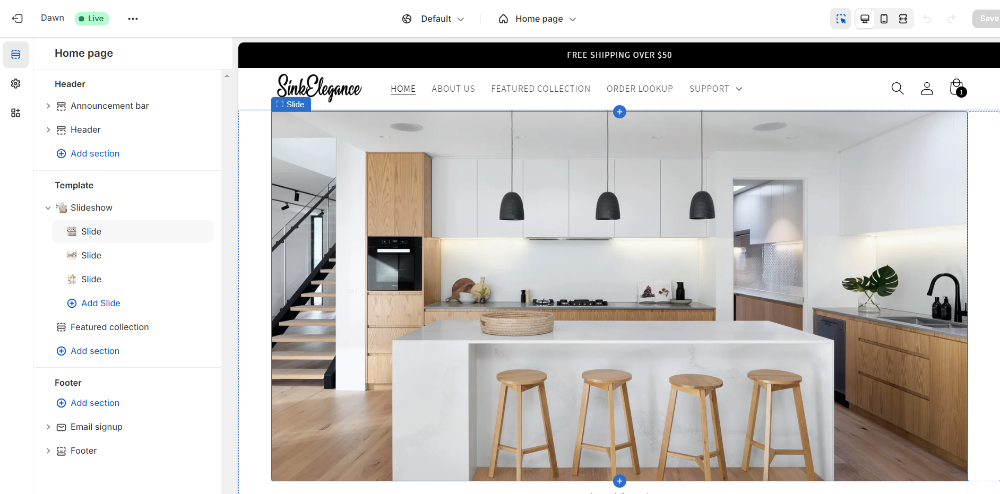 Dawn
Live
Default
Home page
Save
Home page
Header
Announcement bar
Header
Add section
Template
Slideshow
Slide
Slide
Slide
Add Slide
Featured collection
Add section
Footer
Add section
Email signup
Footer
FREE SHIPPING OVER $50
SinkElegance
HOME
ABOUT US
FEATURED COLLECTION
ORDER LOOKUP
SUPPORT
1
Slide